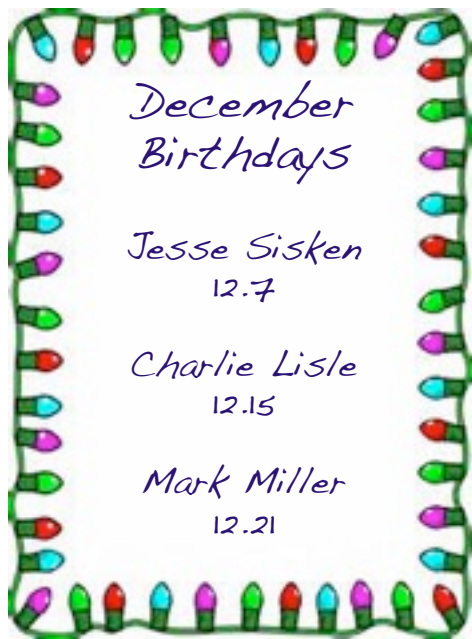 December
Birthdays
Jesse Sisken
12.7
Charlie Lisle
12.15
Mark Miller
12.21